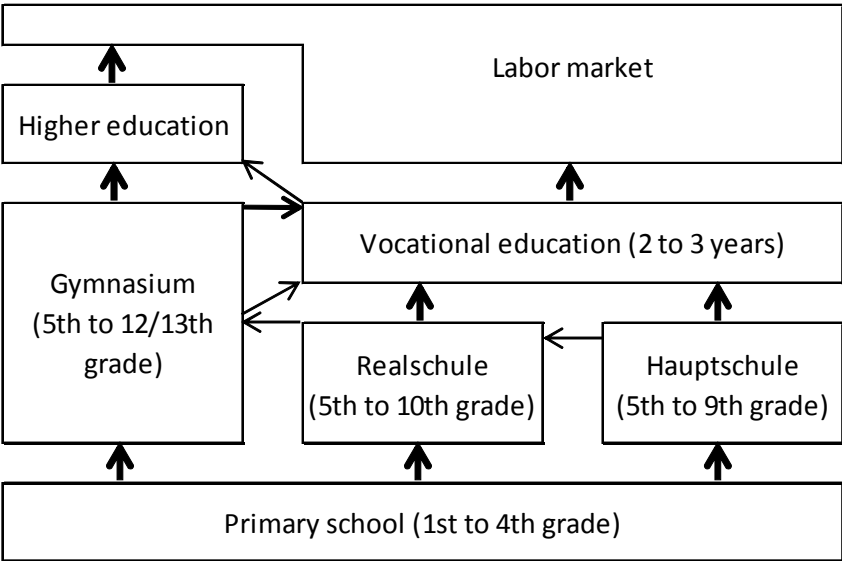 Labor market
Higher education
Vocational education (2 to 3 years)
Gymnasium
(5th to 12/13th
grade)
Realschule
(5th to 10th grade)
Hauptschule
(5th to 9th grade)
Primary school (1st to 4th grade)